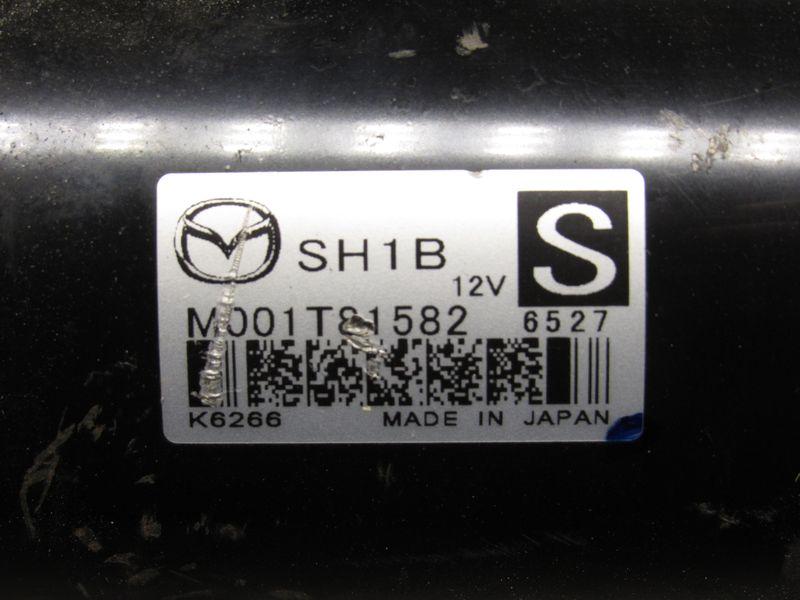 SH1B
12V
S
M001T81582
6527
K6266
MADE IN JAPAN